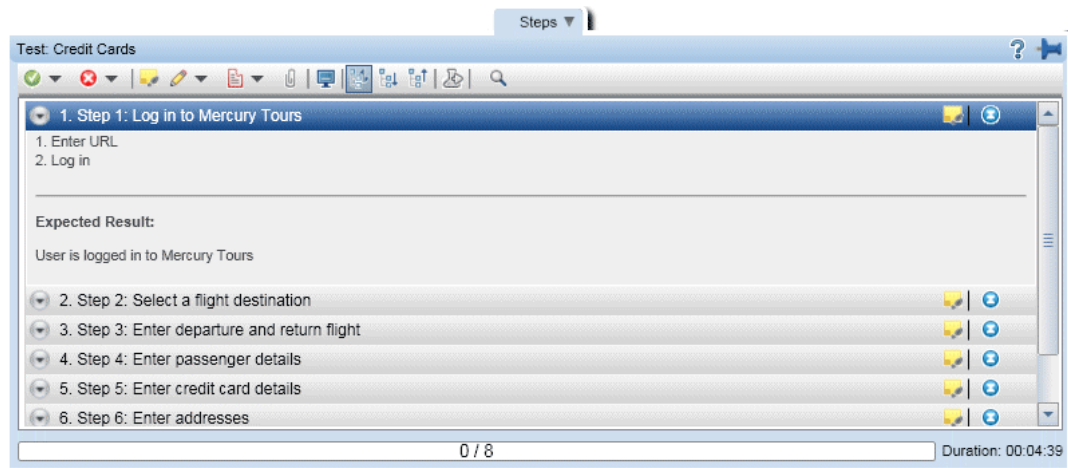 Steps
Test: Credit Cards
1. Step 1: Log in to Mercury Tours
1. Enter URL
2. Log in
Expected Result:
User is logged in to Mercury Tours
2. Step 2: Select a flight destination
3. Step 3: Enter departure and return flight
4. Step 4: Enter passenger details
5. Step 5: Enter credit card details
6. Step 6: Enter addresses
0 / 8 Duration: 00:04:39